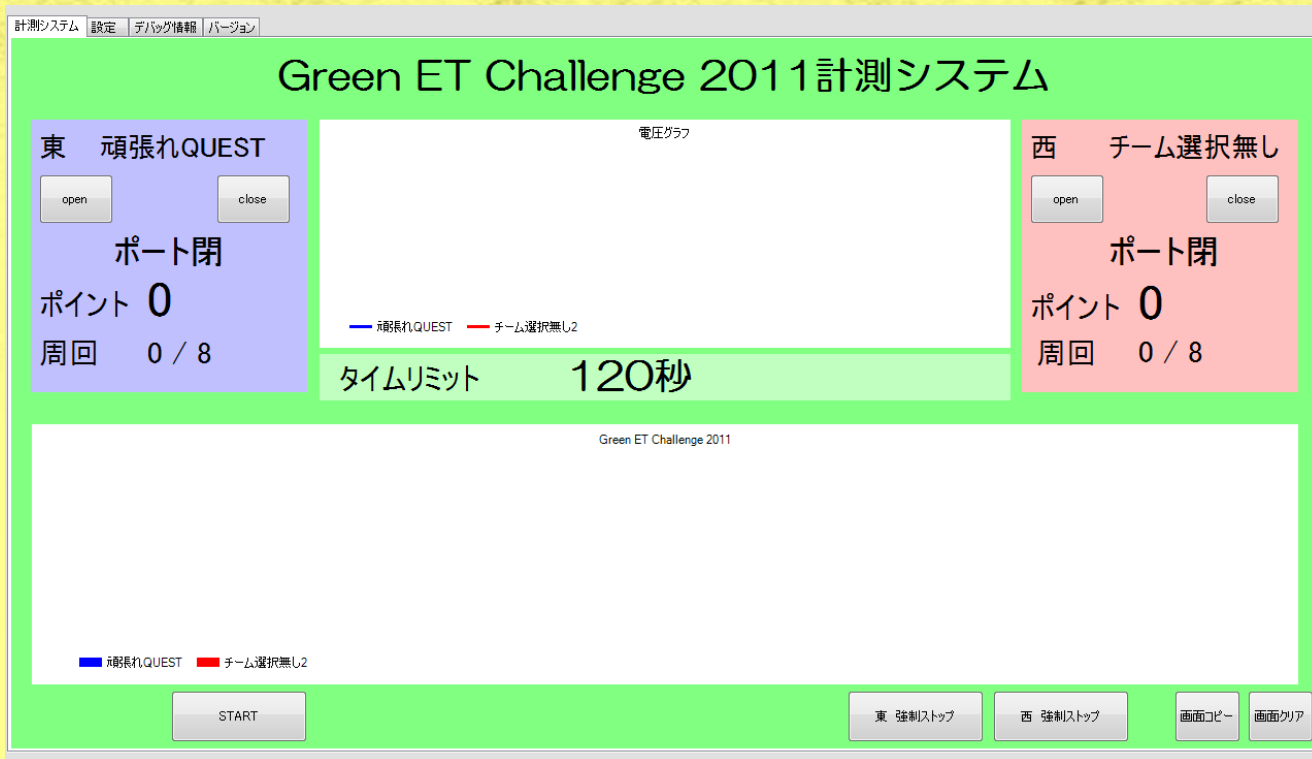 計測システム 設定 デバッグ情報 バージョン
Green ET Challenge 2011計測システム
東 頑張れQUEST
open close
ポート閉
ポイント 0
周回 0 / 8
電圧グラフ
頑張れQUEST チーム選択無し2
タイムリミット 120秒
西 チーム選択無し
open close
ポート閉
ポイント 0
周回 0 / 8
Green ET Challenge 2011
頑張れQUEST チーム選択無し2
START 東 強制ストップ 西 強制ストップ 画面コピー 画面クリア